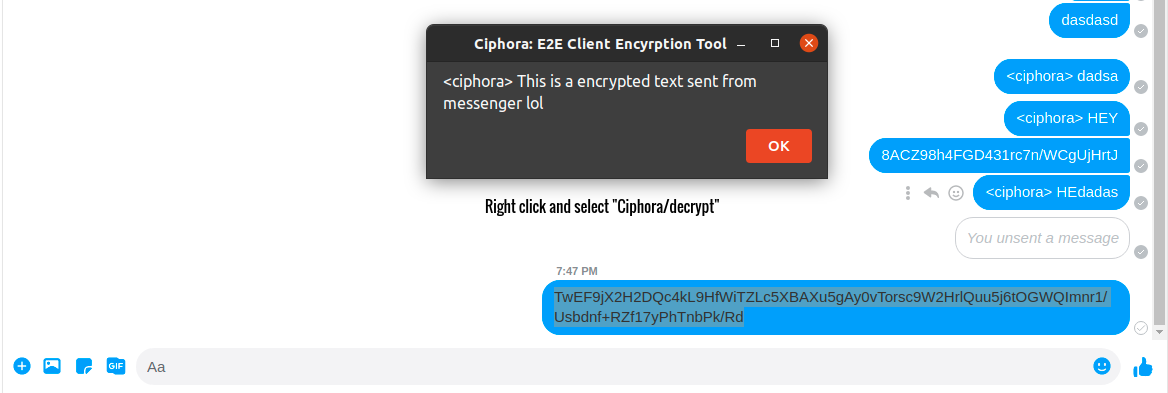 dasdasd
Ciphora: E2E Client Encyrption Tool
<ciphora> This is a encrypted text sent from
messenger lol
OK
<ciphora> dadsa
<ciphora> HEY
8ACZ98h4FGD431rc7n/WCgUjHrtJ
<ciphora> HEdadas
Right click and select "Ciphora/decrypt"
You unsent a message
7:47 PM
TwEF9jX2H2DQc4kL9HfWiTZLc5XBAXu5gAy0vTorsc9W2HrlQuu5j6tOGWQImnr1/
Usbdnf+RZf17yPhTnbPk/Rd
GIF
Aa